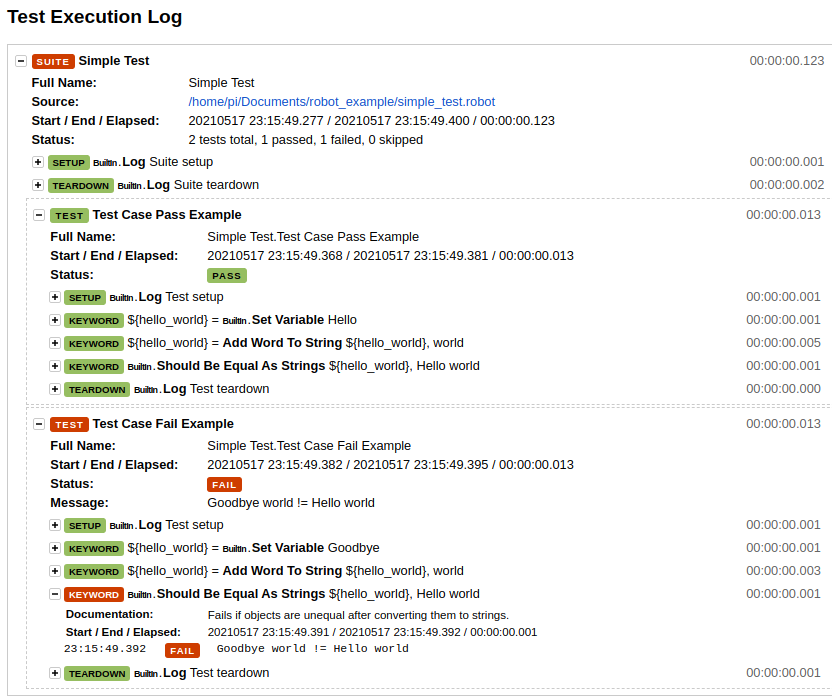 Test Execution Log
SUITE Simple Test 00:00:00.123
Full Name: Simple Test
Source: /home/pi/Documents/robot_example/simple_test.robot
Start / End / Elapsed: 20210517 23:15:49.277 / 20210517 23:15:49.400 / 00:00:00.123
Status: 2 tests total, 1 passed, 1 failed, 0 skipped
SETUP BuiltIn.Log Suite setup 00:00:00.001
TEARDOWN BuiltIn.Log Suite teardown 00:00:00.002
TEST Test Case Pass Example 00:00:00.013
Full Name: Simple Test.Test Case Pass Example
Start / End / Elapsed: 20210517 23:15:49.368 / 20210517 23:15:49.381 / 00:00:00.013
Status: PASS
SETUP BuiltIn.Log Test setup 00:00:00.001
KEYWORD ${hello_world} = BuiltIn.Set Variable Hello 00:00:00.001
KEYWORD ${hello_world} = Add Word To String ${hello_world}, world 00:00:00.005
KEYWORD BuiltIn.Should Be Equal As Strings ${hello_world}, Hello world 00:00:00.001
TEARDOWN BuiltIn.Log Test teardown 00:00:00.000
TEST Test Case Fail Example 00:00:00.013
Full Name: Simple Test.Test Case Fail Example
Start / End / Elapsed: 20210517 23:15:49.382 / 20210517 23:15:49.395 / 00:00:00.013
Status: FAIL
Message: Goodbye world != Hello world
SETUP BuiltIn.Log Test setup 00:00:00.001
KEYWORD ${hello_world} = BuiltIn.Set Variable Goodbye 00:00:00.001
KEYWORD ${hello_world} = Add Word To String ${hello_world}, world 00:00:00.003
KEYWORD BuiltIn.Should Be Equal As Strings ${hello_world}, Hello world 00:00:00.001
Documentation: Fails if objects are unequal after converting them to strings.
Start / End / Elapsed: 20210517 23:15:49.391 / 20210517 23:15:49.392 / 00:00:00.001
23:15:49.392 FAIL Goodbye world != Hello world
TEARDOWN BuiltIn.Log Test teardown 00:00:00.001